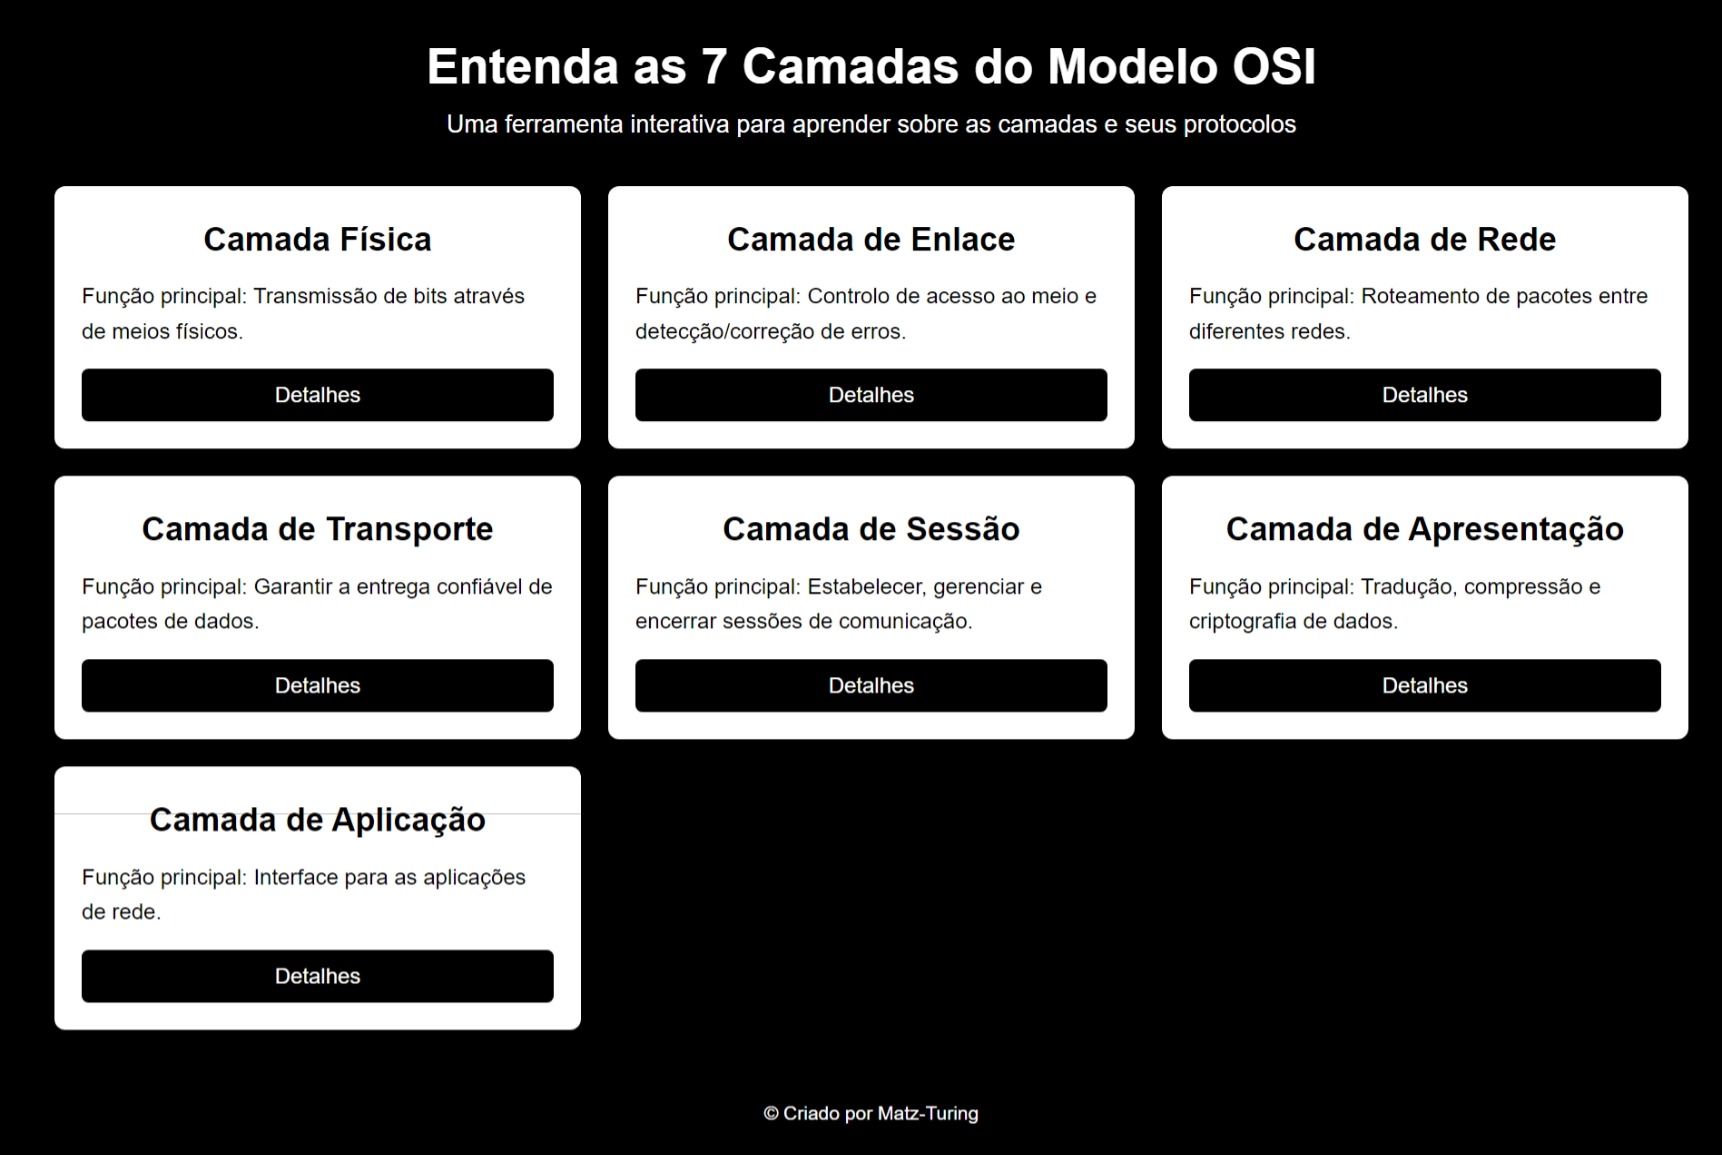 Entenda as 7 Camadas do Modelo OSI
Uma ferramenta interativa para aprender sobre as camadas e seus protocolos
Camada Física
Função principal: Transmissão de bits através
de meios físicos.
Detalhes
Camada de Enlace
Função principal: Controlo de acesso ao meio e
detecção/correção de erros.
Detalhes
Camada de Rede
Função principal: Roteamento de pacotes entre
diferentes redes.
Detalhes
Camada de Transporte
Função principal: Garantir a entrega confiável de
pacotes de dados.
Detalhes
Camada de Sessão
Função principal: Estabelecer, gerenciar e
encerrar sessões de comunicação.
Detalhes
Camada de Apresentação
Função principal: Tradução, compressão e
criptografia de dados.
Detalhes
Camada de Aplicação
Função principal: Interface para as aplicações
de rede.
Detalhes
© Criado por Matz-Turing